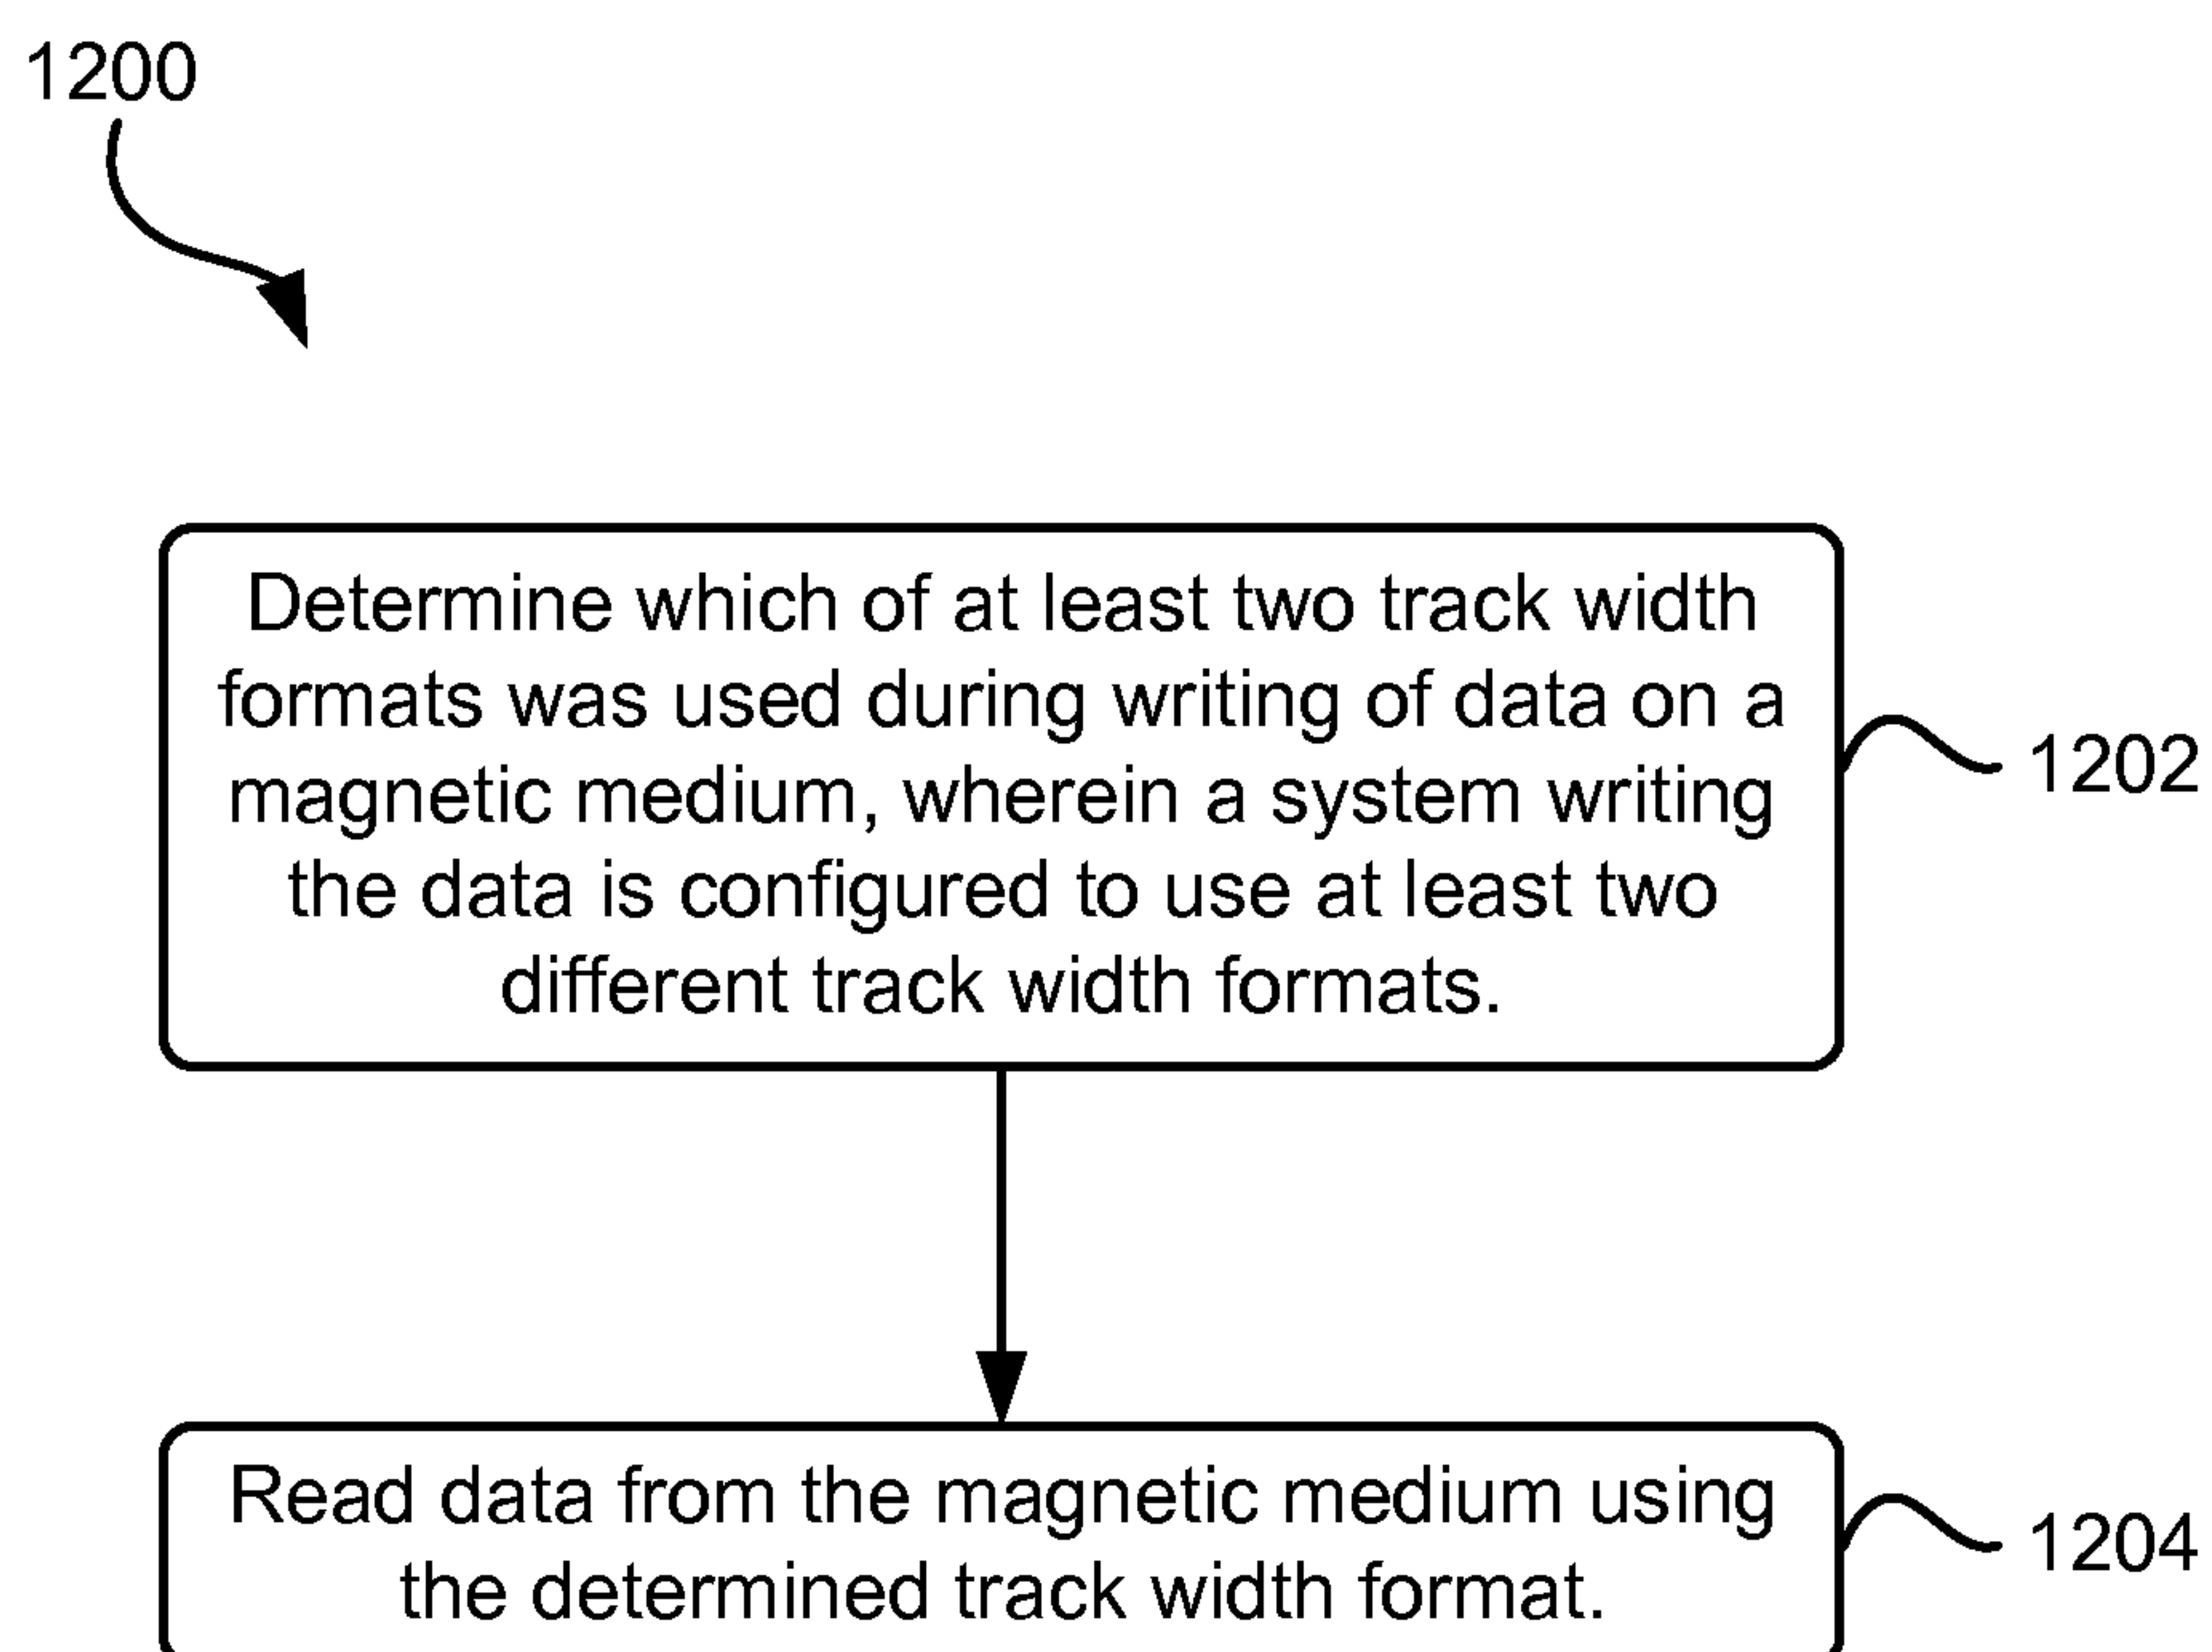 1200
Determine which of at least two track width
formats was used during writing of data on a
magnetic medium, wherein a system writing
the data is configured to use at least two
different track width formats.
1202
Read data from the magnetic medium using
the determined track width format.
1204